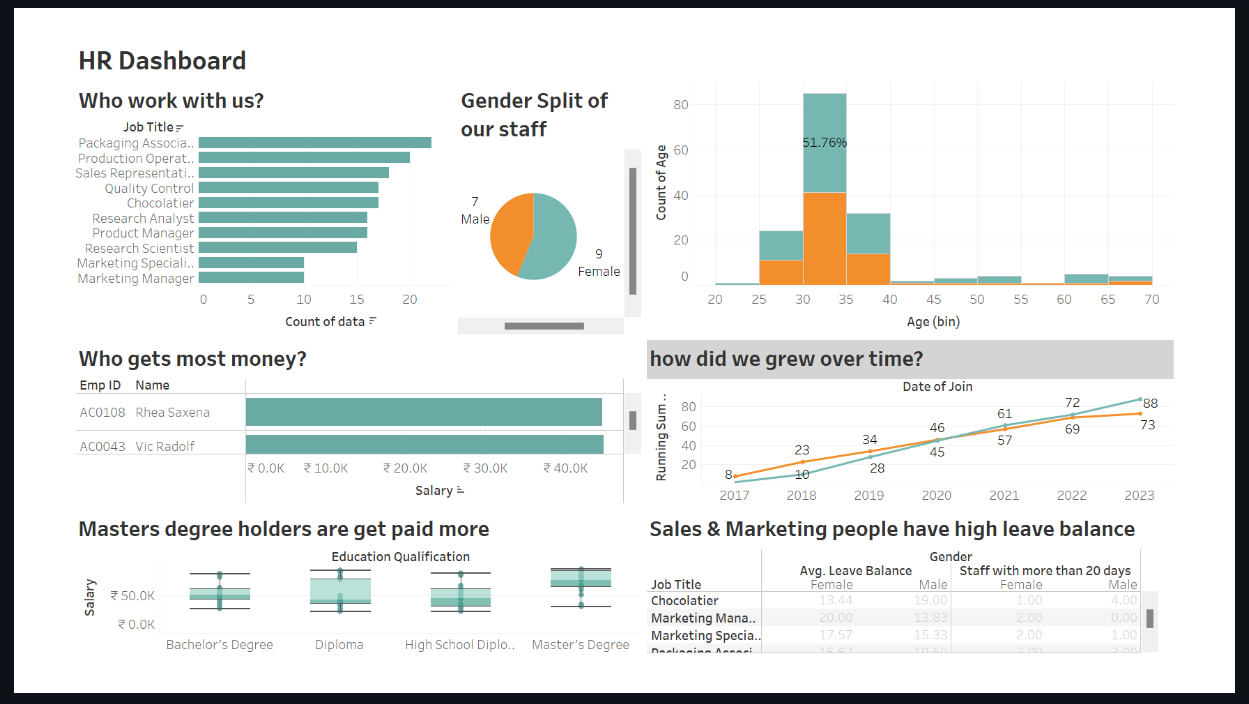 HR Dashboard
Who work with us?
Job Title
Packaging Associa..
Production Operat..
Sales Representati..
Quality Control
Chocolatier
Research Analyst
Product Manager
Research Scientist
Marketing Speciali..
Marketing Manager
0 5 10 15 20
Count of data
Gender Split of
our staff
7
Male
9
Female
Count of Age
80
60
40
20
0
51.76%
20 25 30 35 40 45 50 55 60 65 70
Age (bin)
Who gets most money?
Emp ID Name
AC0108 Rhea Saxena
AC0043 Vic Radolf
₹ 0.0K ₹ 10.0K ₹ 20.0K ₹ 30.0K ₹ 40.0K
Salary
how did we grew over time?
Date of Join
Running Sum ..
80
60
40
20
8 23 34 46 61 72 88
10 28 45 57 69 73
2017 2018 2019 2020 2021 2022 2023
Masters degree holders are get paid more
Education Qualification
Salary
₹ 50.0K
₹ 0.0K
Bachelor's Degree Diploma High School Diplo.. Master's Degree
Sales & Marketing people have high leave balance
Gender
Avg. Leave Balance Staff with more than 20 days
Job Title Female Male Female Male
Chocolatier 13.44 19.00 1.00 4.00
Marketing Mana.. 20.00 13.83 2.00 0.00
Marketing Specia.. 17.57 15.33 2.00 1.00
Packaging Associ..